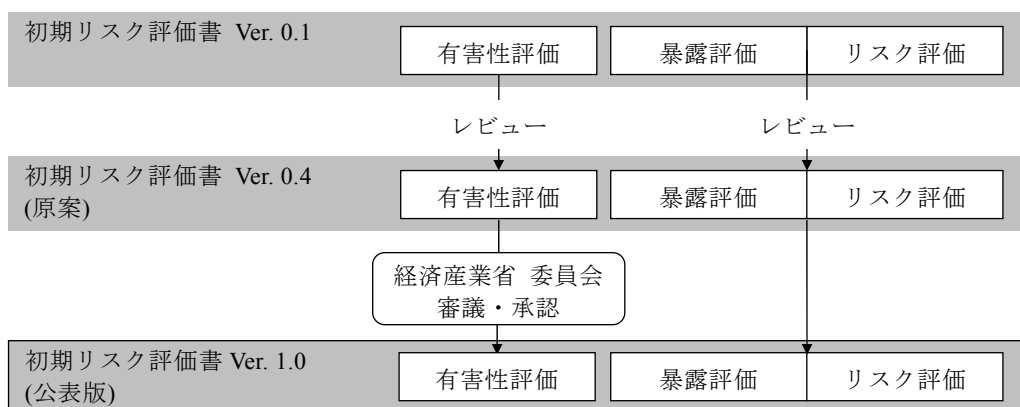 初期リスク評価書 Ver. 0.1
有害性評価 暴露評価 リスク評価
レビュー レビュー
初期リスク評価書 Ver. 0.4
(原案)
有害性評価 暴露評価 リスク評価
経済産業省 委員会
審議・承認
初期リスク評価書 Ver. 1.0
(公表版)
有害性評価 暴露評価 リスク評価